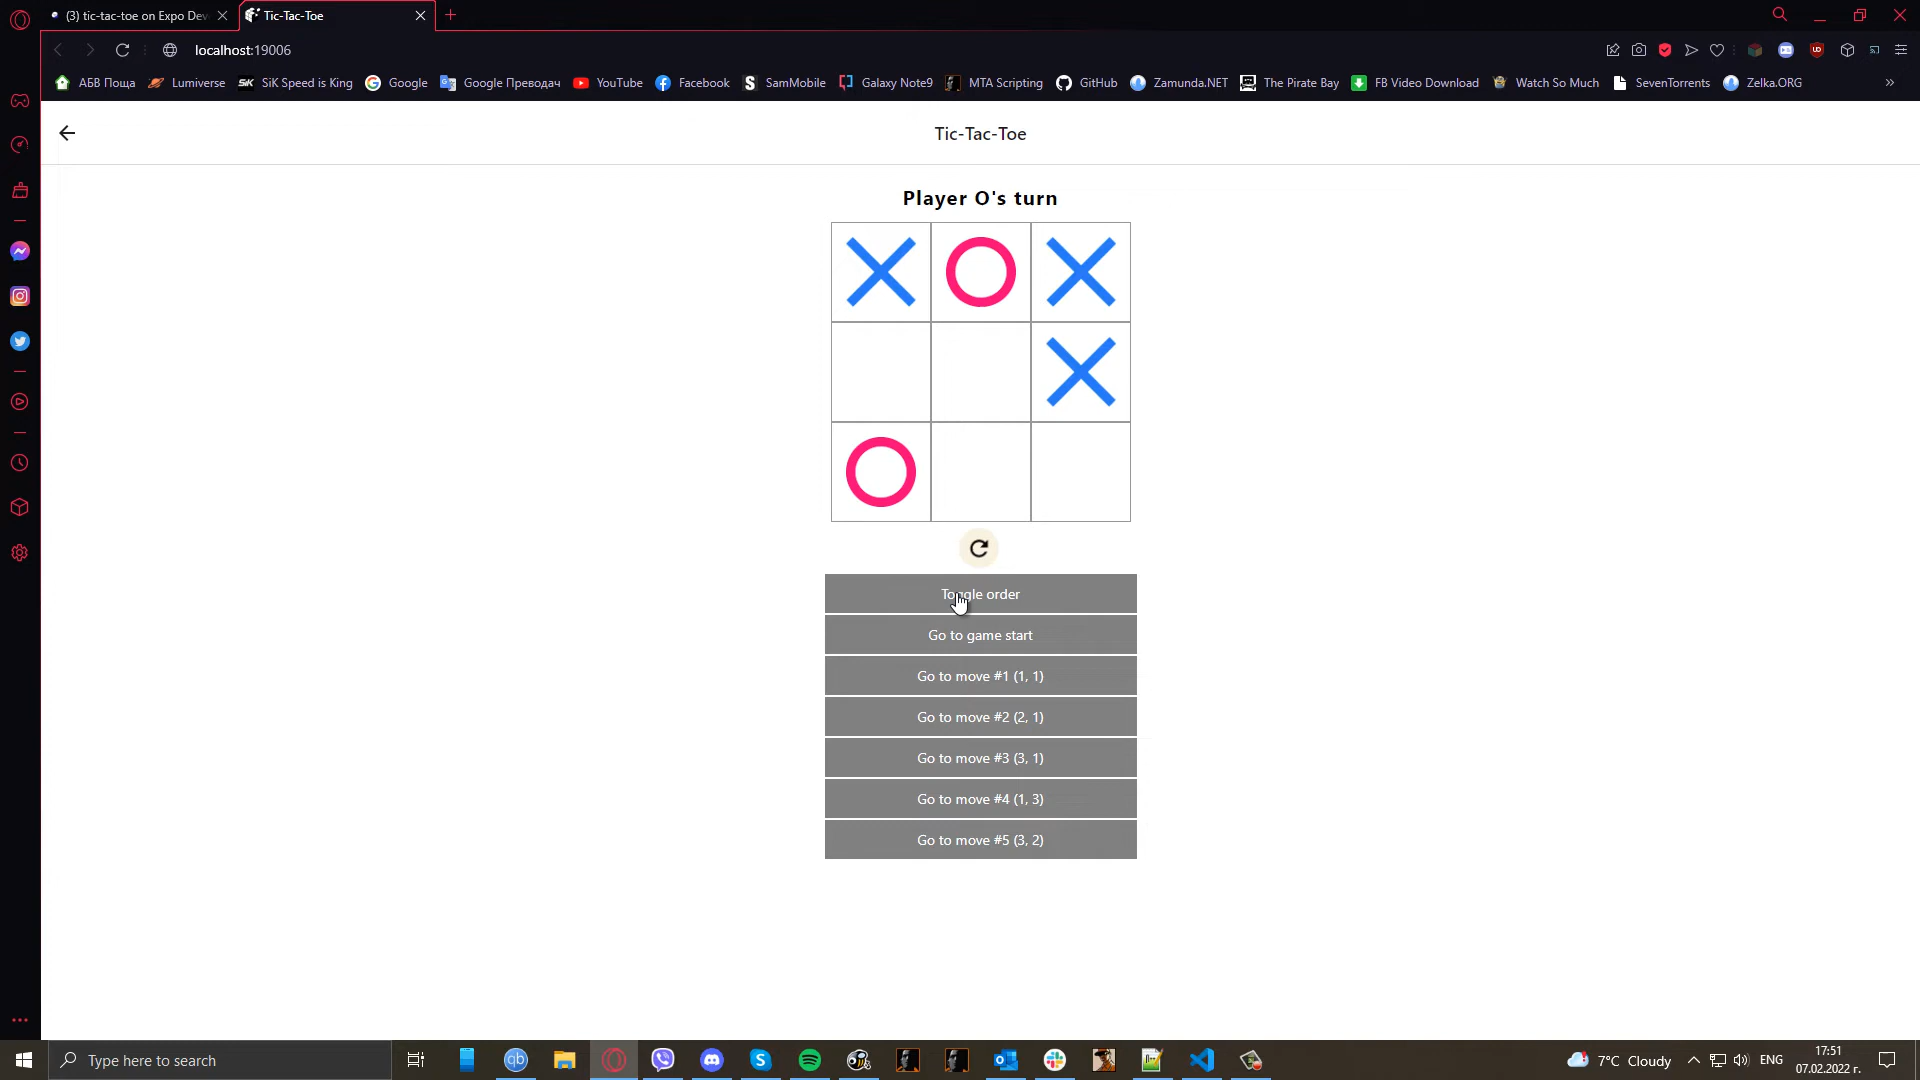 (3) tic-tac-toe on Expo Dev
Tic-Tac-Toe
localhost:19006
АБВ Поща
Lumiverse
SiK Speed is King
Google
Google Преводач
YouTube
Facebook
SamMobile
Galaxy Note9
MTA Scripting
GitHub
Zamunda.NET
The Pirate Bay
FB Video Download
Watch So Much
SevenTorrents
Zelka.ORG
Tic-Tac-Toe
Player O's turn
Toggle order
Go to game start
Go to move #1 (1, 1)
Go to move #2 (2, 1)
Go to move #3 (3, 1)
Go to move #4 (1, 3)
Go to move #5 (3, 2)
Type here to search
7°C Cloudy
ENG
17:51
07.02.2022 г.